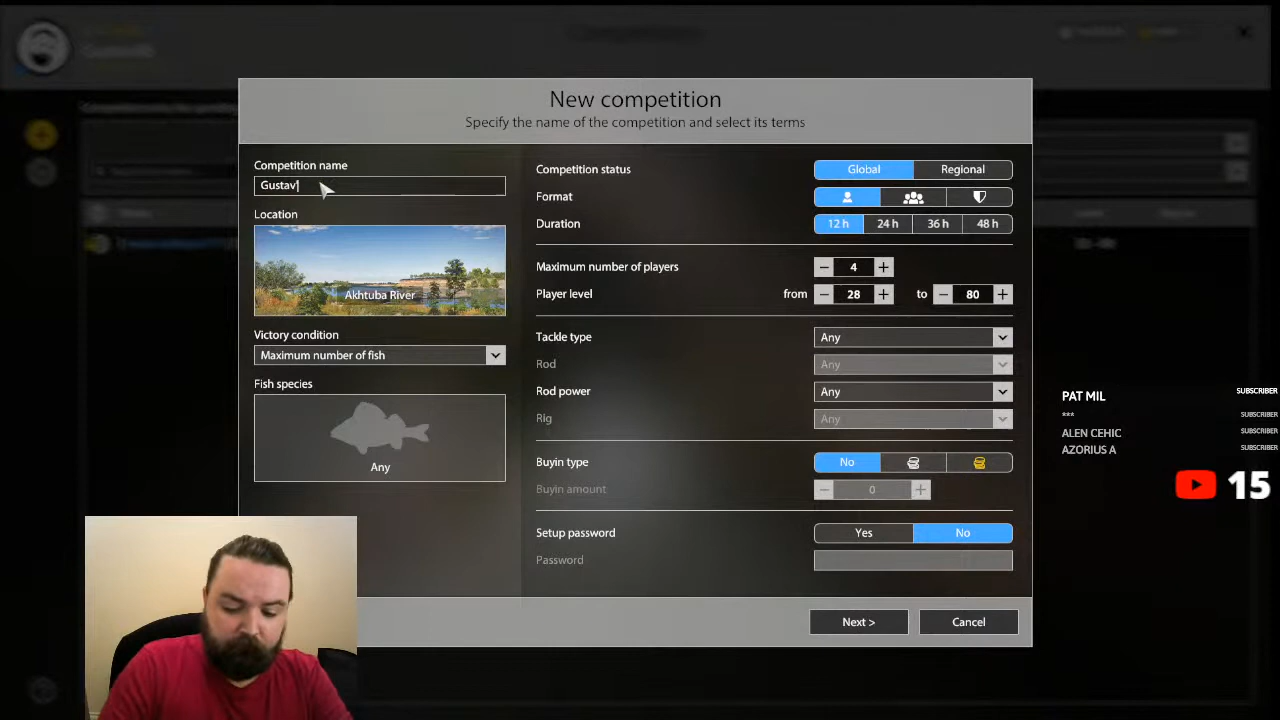 New competition
Specify the name of the competition and select its terms
Competition name
Gustav
Location
Akhtuba River
Victory condition
Maximum number of fish
Fish species
Any
Competition status Global Regional
Format
Duration 12 h 24 h 36 h 48 h
Maximum number of players − 4 +
Player level from − 28 + to − 80 +
Tackle type Any
Rod Any
Rod power Any
Rig Any
Buyin type No
Buyin amount − 0 +
Setup password Yes No
Password
Next > Cancel
PAT MIL SUBSCRIBER
*** SUBSCRIBER
ALEN CEHIC SUBSCRIBER
AZORIUS A SUBSCRIBER
15